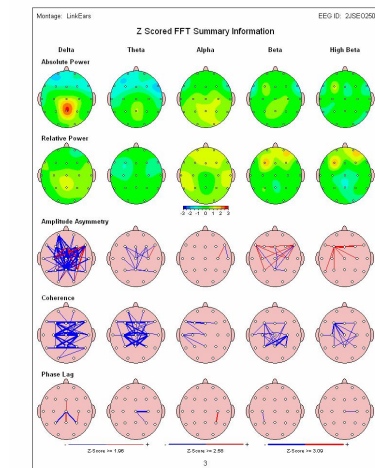 Montage: LinkEars EEG ID: 2JSEO250
Z Scored FFT Summary Information
Delta Theta Alpha Beta High Beta
Absolute Power
Relative Power
-3 -2 -1 0 1 2 3
Amplitude Asymmetry
Coherence
Phase Lag
- + - + - +
Z-Score >= 1.96 Z-Score >= 2.58 Z-Score >= 3.09
3